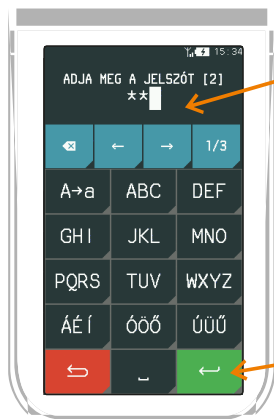 15:34
ADJA MEG A JELSZÓT [2]
**
← → 1/3
A→a ABC DEF
GHI JKL MNO
PQRS TUV WXYZ
ÁÉÍ ÓÖŐ ÚÜŰ